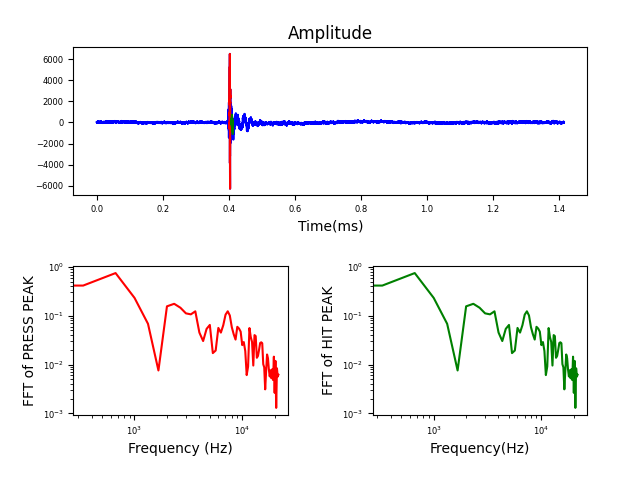 Amplitude
6000
4000
2000
0
−2000
−4000
−6000
0.0 0.2 0.4 0.6 0.8 1.0 1.2 1.4
Time(ms)
FFT of PRESS PEAK
10⁰
10⁻¹
10⁻²
10⁻³
10³ 10⁴
Frequency (Hz)
FFT of HIT PEAK
10⁰
10⁻¹
10⁻²
10⁻³
10³ 10⁴
Frequency(Hz)